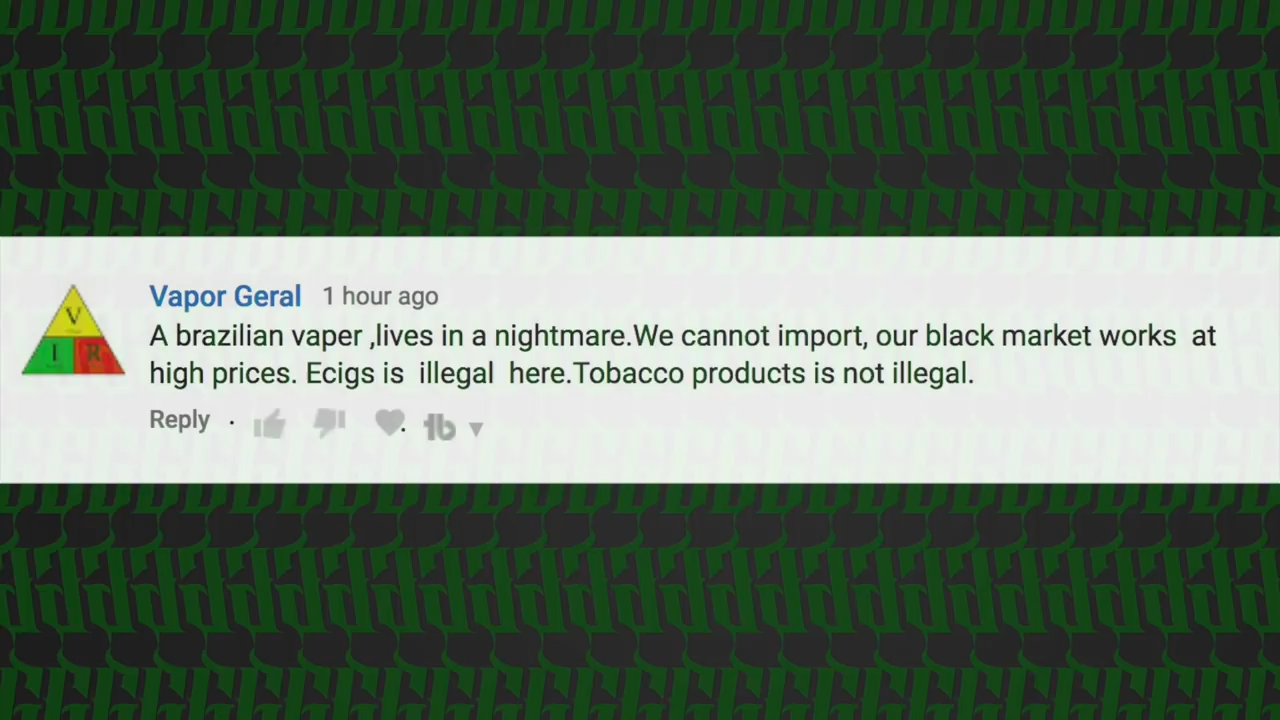 V
I R
Vapor Geral 1 hour ago
A brazilian vaper ,lives in a nightmare.We cannot import, our black market works at
high prices. Ecigs is illegal here.Tobacco products is not illegal.
Reply · tb ▼